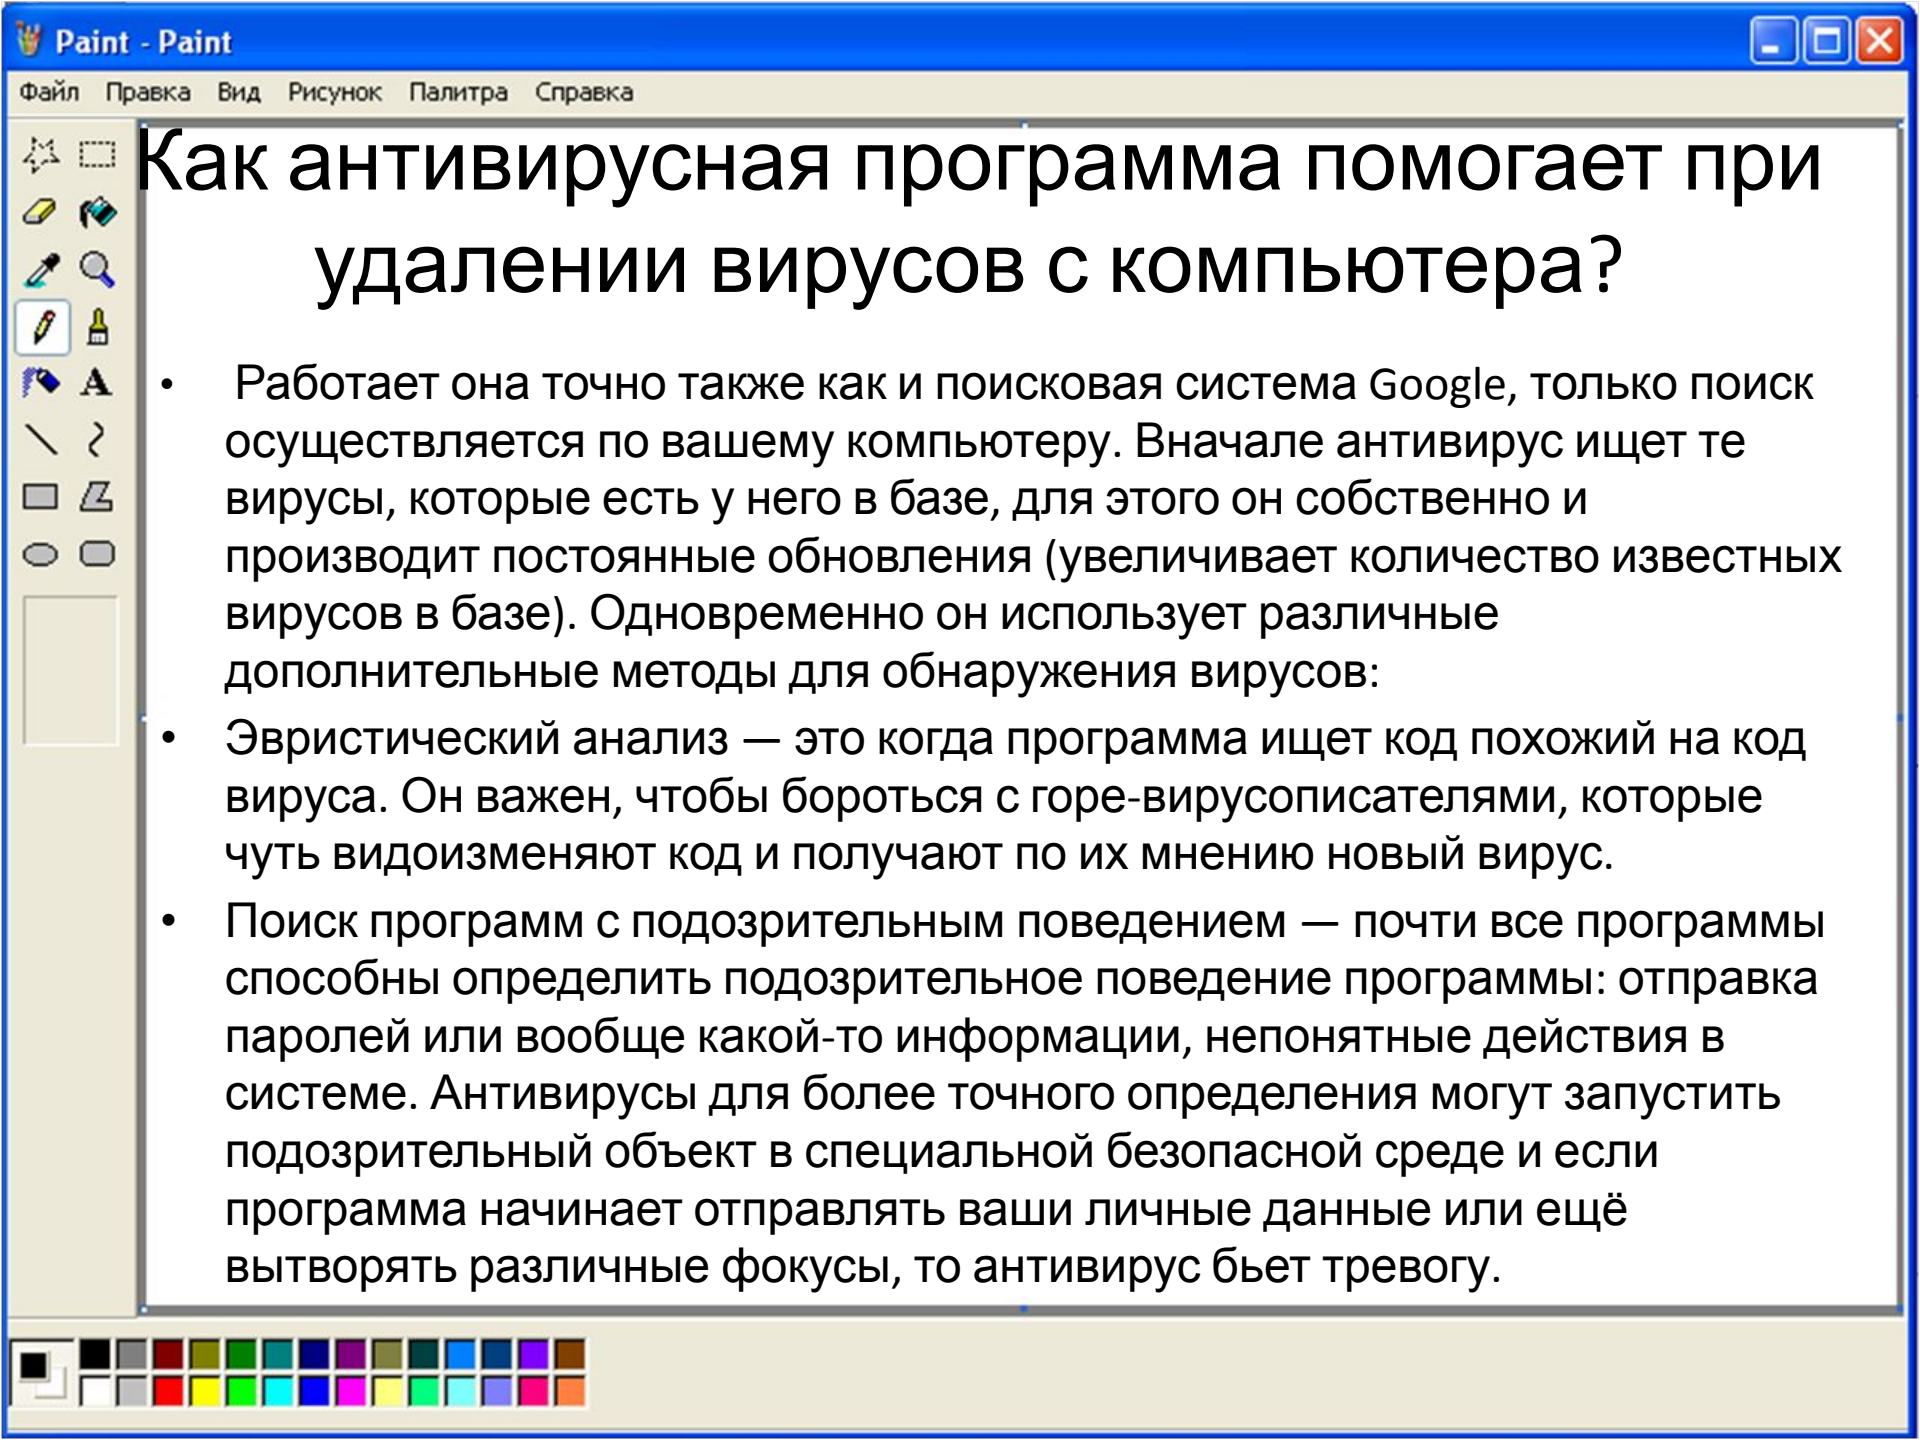 Paint - Paint
Файл Правка Вид Рисунок Палитра Справка
Как антивирусная программа помогает при
удалении вирусов с компьютера?
• Работает она точно также как и поисковая система Google, только поиск
осуществляется по вашему компьютеру. Вначале антивирус ищет те
вирусы, которые есть у него в базе, для этого он собственно и
производит постоянные обновления (увеличивает количество известных
вирусов в базе). Одновременно он использует различные
дополнительные методы для обнаружения вирусов:
• Эвристический анализ — это когда программа ищет код похожий на код
вируса. Он важен, чтобы бороться с горе-вирусописателями, которые
чуть видоизменяют код и получают по их мнению новый вирус.
• Поиск программ с подозрительным поведением — почти все программы
способны определить подозрительное поведение программы: отправка
паролей или вообще какой-то информации, непонятные действия в
системе. Антивирусы для более точного определения могут запустить
подозрительный объект в специальной безопасной среде и если
программа начинает отправлять ваши личные данные или ещё
вытворять различные фокусы, то антивирус бьет тревогу.